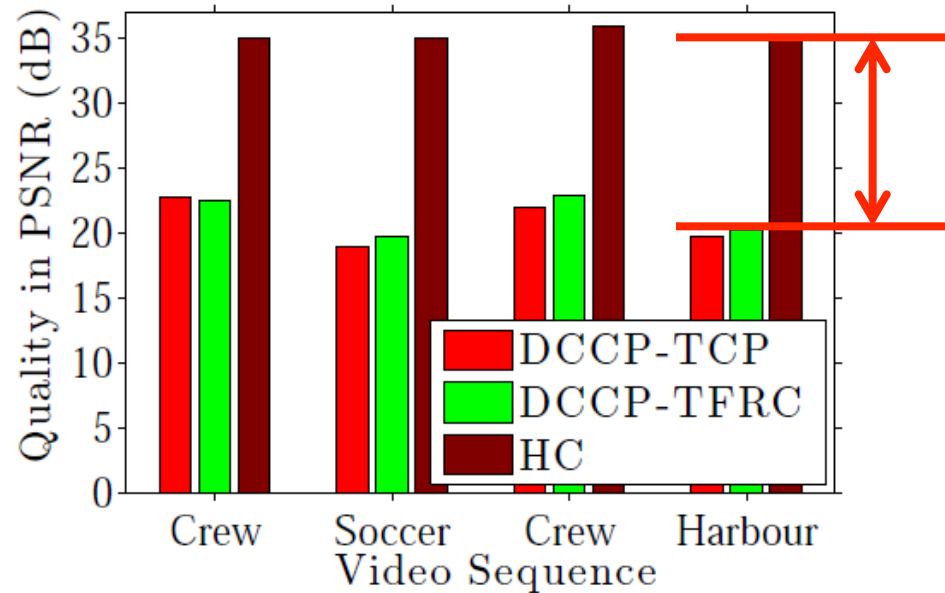 Quality in PSNR (dB)
35
30
25
20
15
10
5
0
DCCP-TCP
DCCP-TFRC
HC
Crew Soccer Crew Harbour
Video Sequence